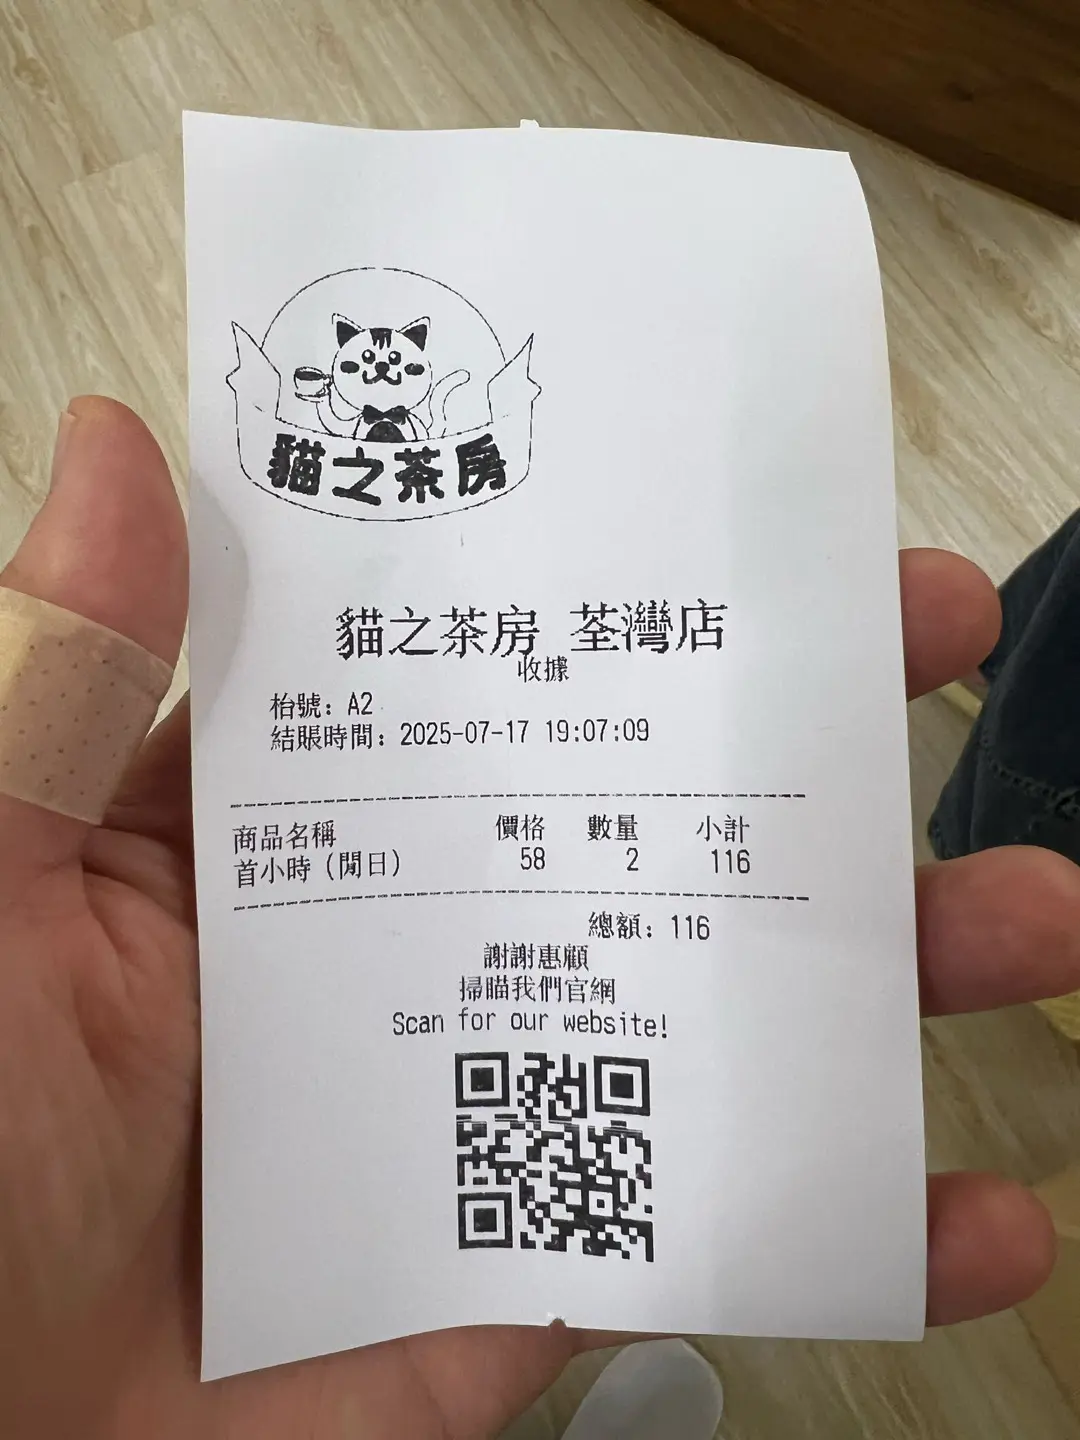 貓之茶房
貓之茶房 荃灣店
收據
枱號: A2
結賬時間: 2025-07-17 19:07:09
商品名稱 價格 數量 小計
首小時(閒日) 58 2 116
總額: 116
謝謝惠顧
掃瞄我們官網
Scan for our website!